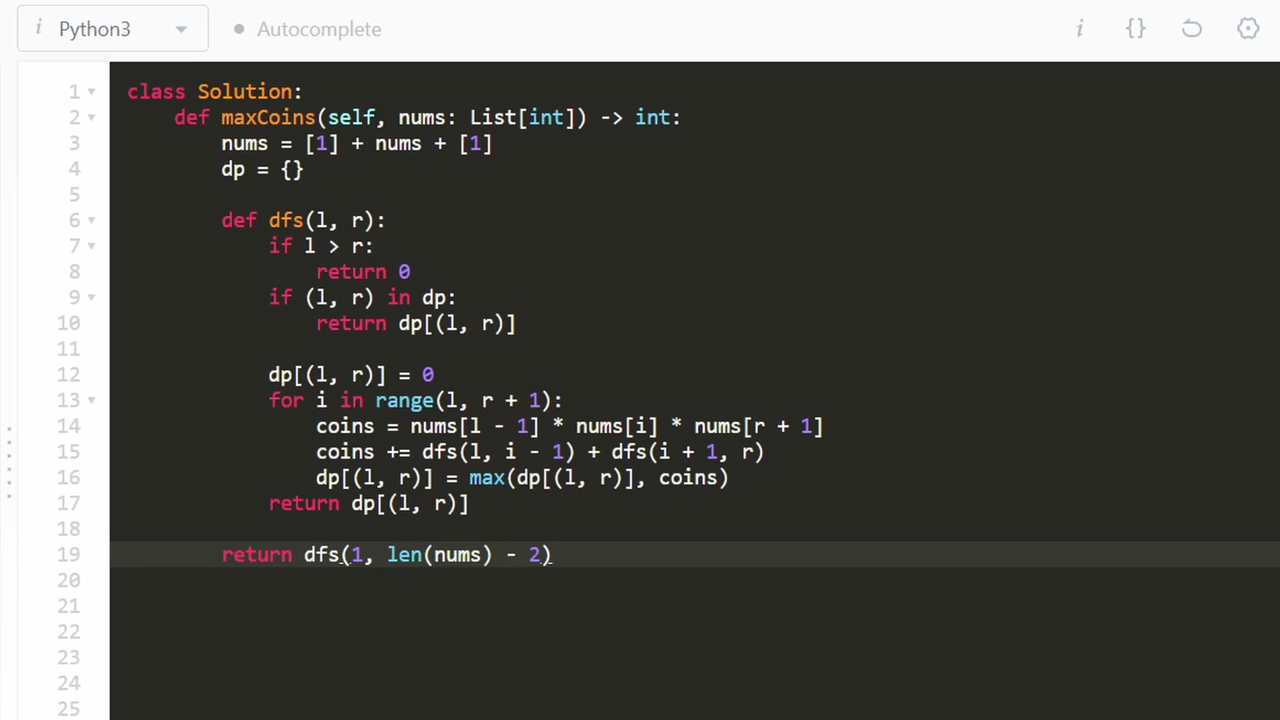 i Python3 Autocomplete i {}
1 class Solution:
2     def maxCoins(self, nums: List[int]) -> int:
3         nums = [1] + nums + [1]
4         dp = {}
5
6         def dfs(l, r):
7             if l > r:
8                 return 0
9             if (l, r) in dp:
10                 return dp[(l, r)]
11
12             dp[(l, r)] = 0
13             for i in range(l, r + 1):
14                 coins = nums[l - 1] * nums[i] * nums[r + 1]
15                 coins += dfs(l, i - 1) + dfs(i + 1, r)
16                 dp[(l, r)] = max(dp[(l, r)], coins)
17             return dp[(l, r)]
18
19         return dfs(1, len(nums) - 2)
20
21
22
23
24
25